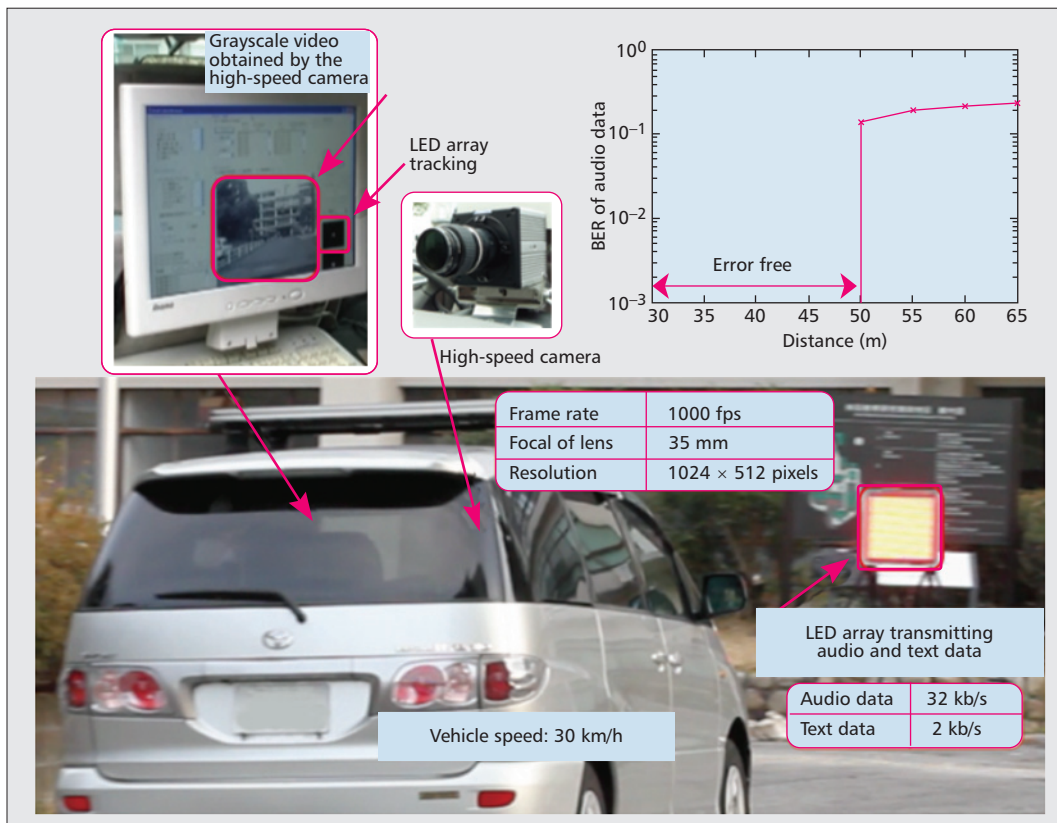 Grayscale video
obtained by the
high-speed camera
LED array
tracking
High-speed camera
BER of audio data
10⁰
10⁻¹
10⁻²
10⁻³
Error free
30 35 40 45 50 55 60 65
Distance (m)
Frame rate 1000 fps
Focal of lens 35 mm
Resolution 1024 × 512 pixels
LED array transmitting
audio and text data
Audio data 32 kb/s
Text data 2 kb/s
Vehicle speed: 30 km/h